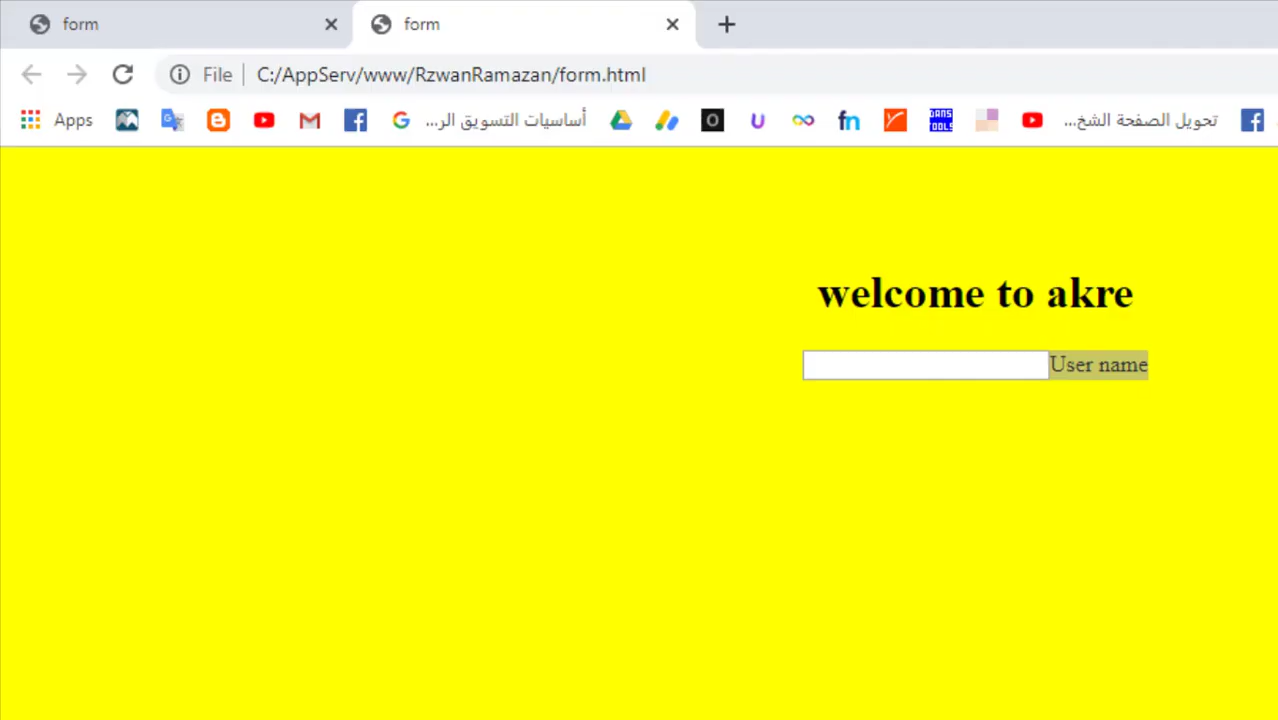 form
form
File
C:/AppServ/www/RzwanRamazan/form.html
Apps
أساسيات التسويق الر...
تحويل الصفحة الشخ...
welcome to akre
User name